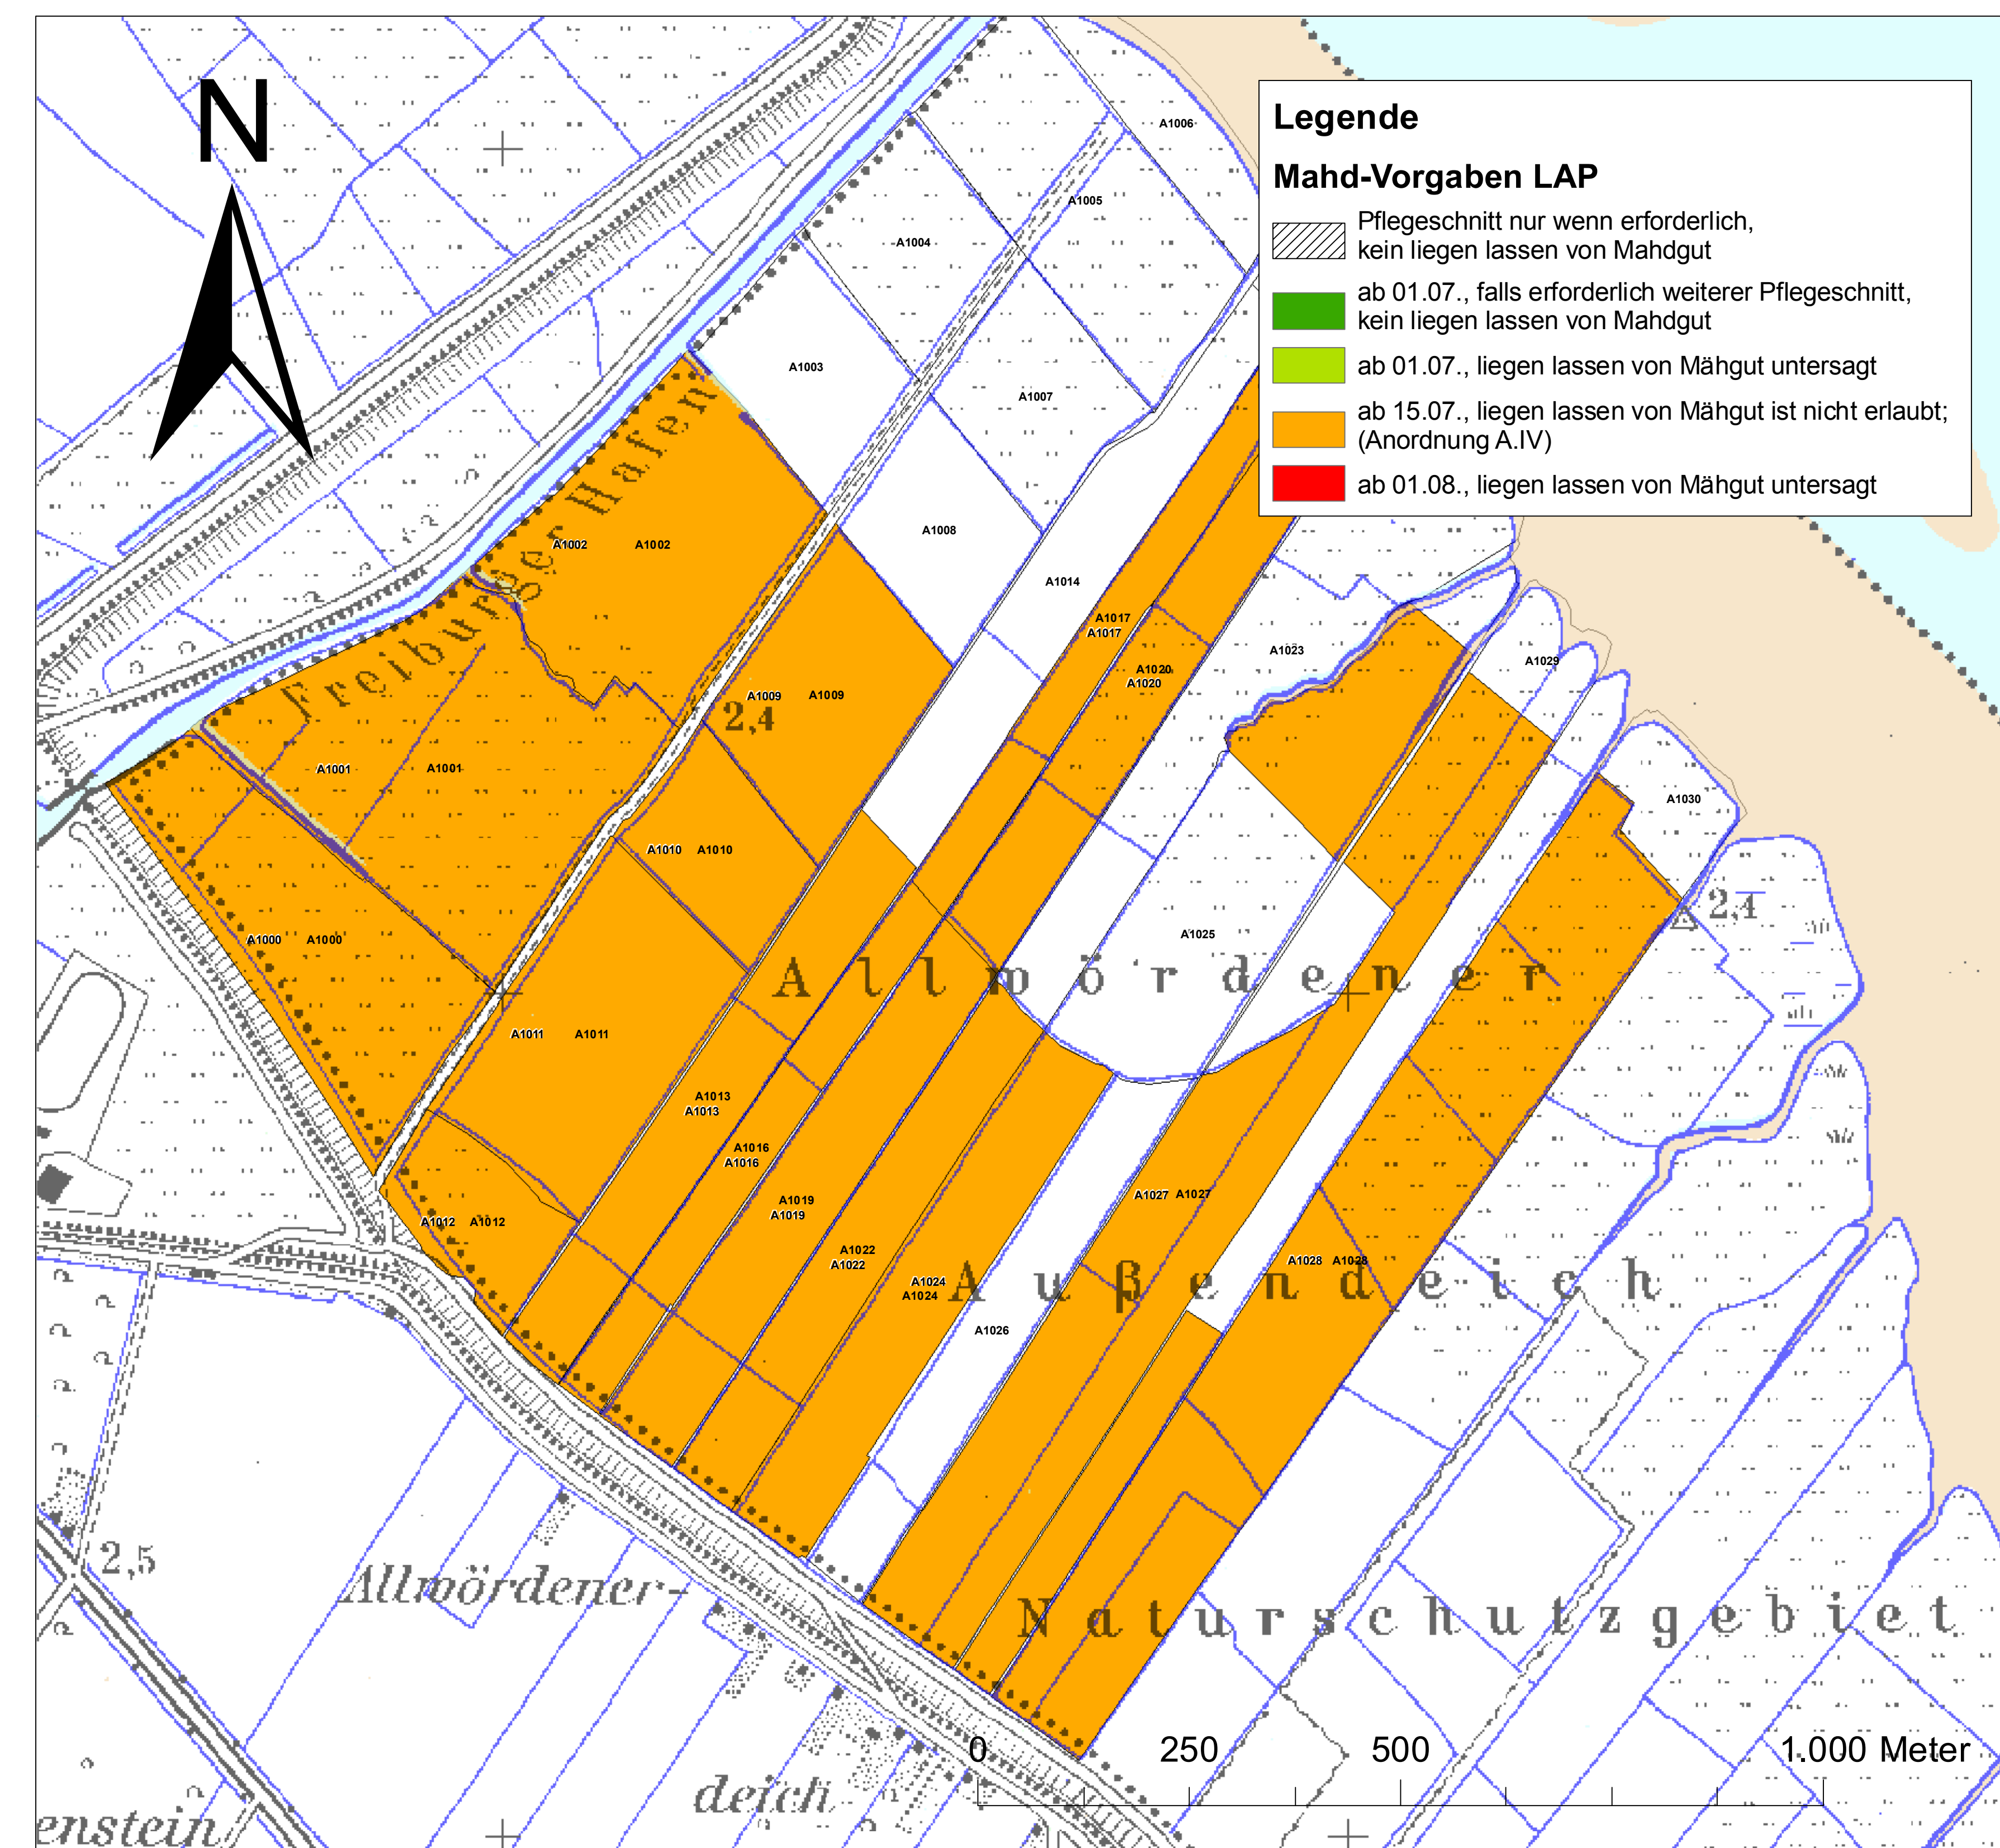 N
Legende
Mahd-Vorgaben LAP
Pflegeschnitt nur wenn erforderlich,
kein liegen lassen von Mahdgut
ab 01.07., falls erforderlich weiterer Pflegeschnitt,
kein liegen lassen von Mahdgut
ab 01.07., liegen lassen von Mähgut untersagt
ab 15.07., liegen lassen von Mähgut ist nicht erlaubt;
(Anordnung A.IV)
ab 01.08., liegen lassen von Mähgut untersagt
A1006
A1005
A1004
A1003
A1007
Freiburger Hafen
A1008
A1002 A1002
A1014
A1017
A1017
A1023
A1029
A1020
A1020
A1009 A1009
2,4
A1001 A1001
A1030
A1010 A1010
2,4
A1025
A1000 A1000
Allmördener
A1011 A1011
A1013
A1013
A1016
A1016
A1027 A1027
A1019
A1019
A1012 A1012
A1022
A1022
A1028 A1028
A1024
A1024
Außendeich
A1026
2,5
Allwördener-
Naturschutzgebiet
0 250 500 1.000 Meter
deich
enstein